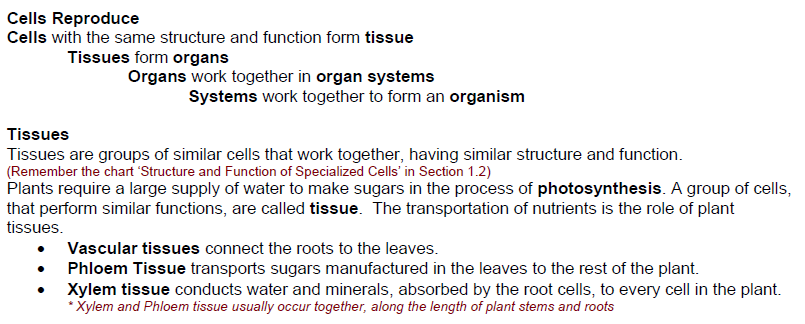 Cells Reproduce
Cells with the same structure and function form tissue
Tissues form organs
Organs work together in organ systems
Systems work together to form an organism
Tissues
Tissues are groups of similar cells that work together, having similar structure and function.
(Remember the chart ‘Structure and Function of Specialized Cells’ in Section 1.2)
Plants require a large supply of water to make sugars in the process of photosynthesis. A group of cells,
that perform similar functions, are called tissue.  The transportation of nutrients is the role of plant
tissues.
• Vascular tissues connect the roots to the leaves.
• Phloem Tissue transports sugars manufactured in the leaves to the rest of the plant.
• Xylem tissue conducts water and minerals, absorbed by the root cells, to every cell in the plant.
* Xylem and Phloem tissue usually occur together, along the length of plant stems and roots